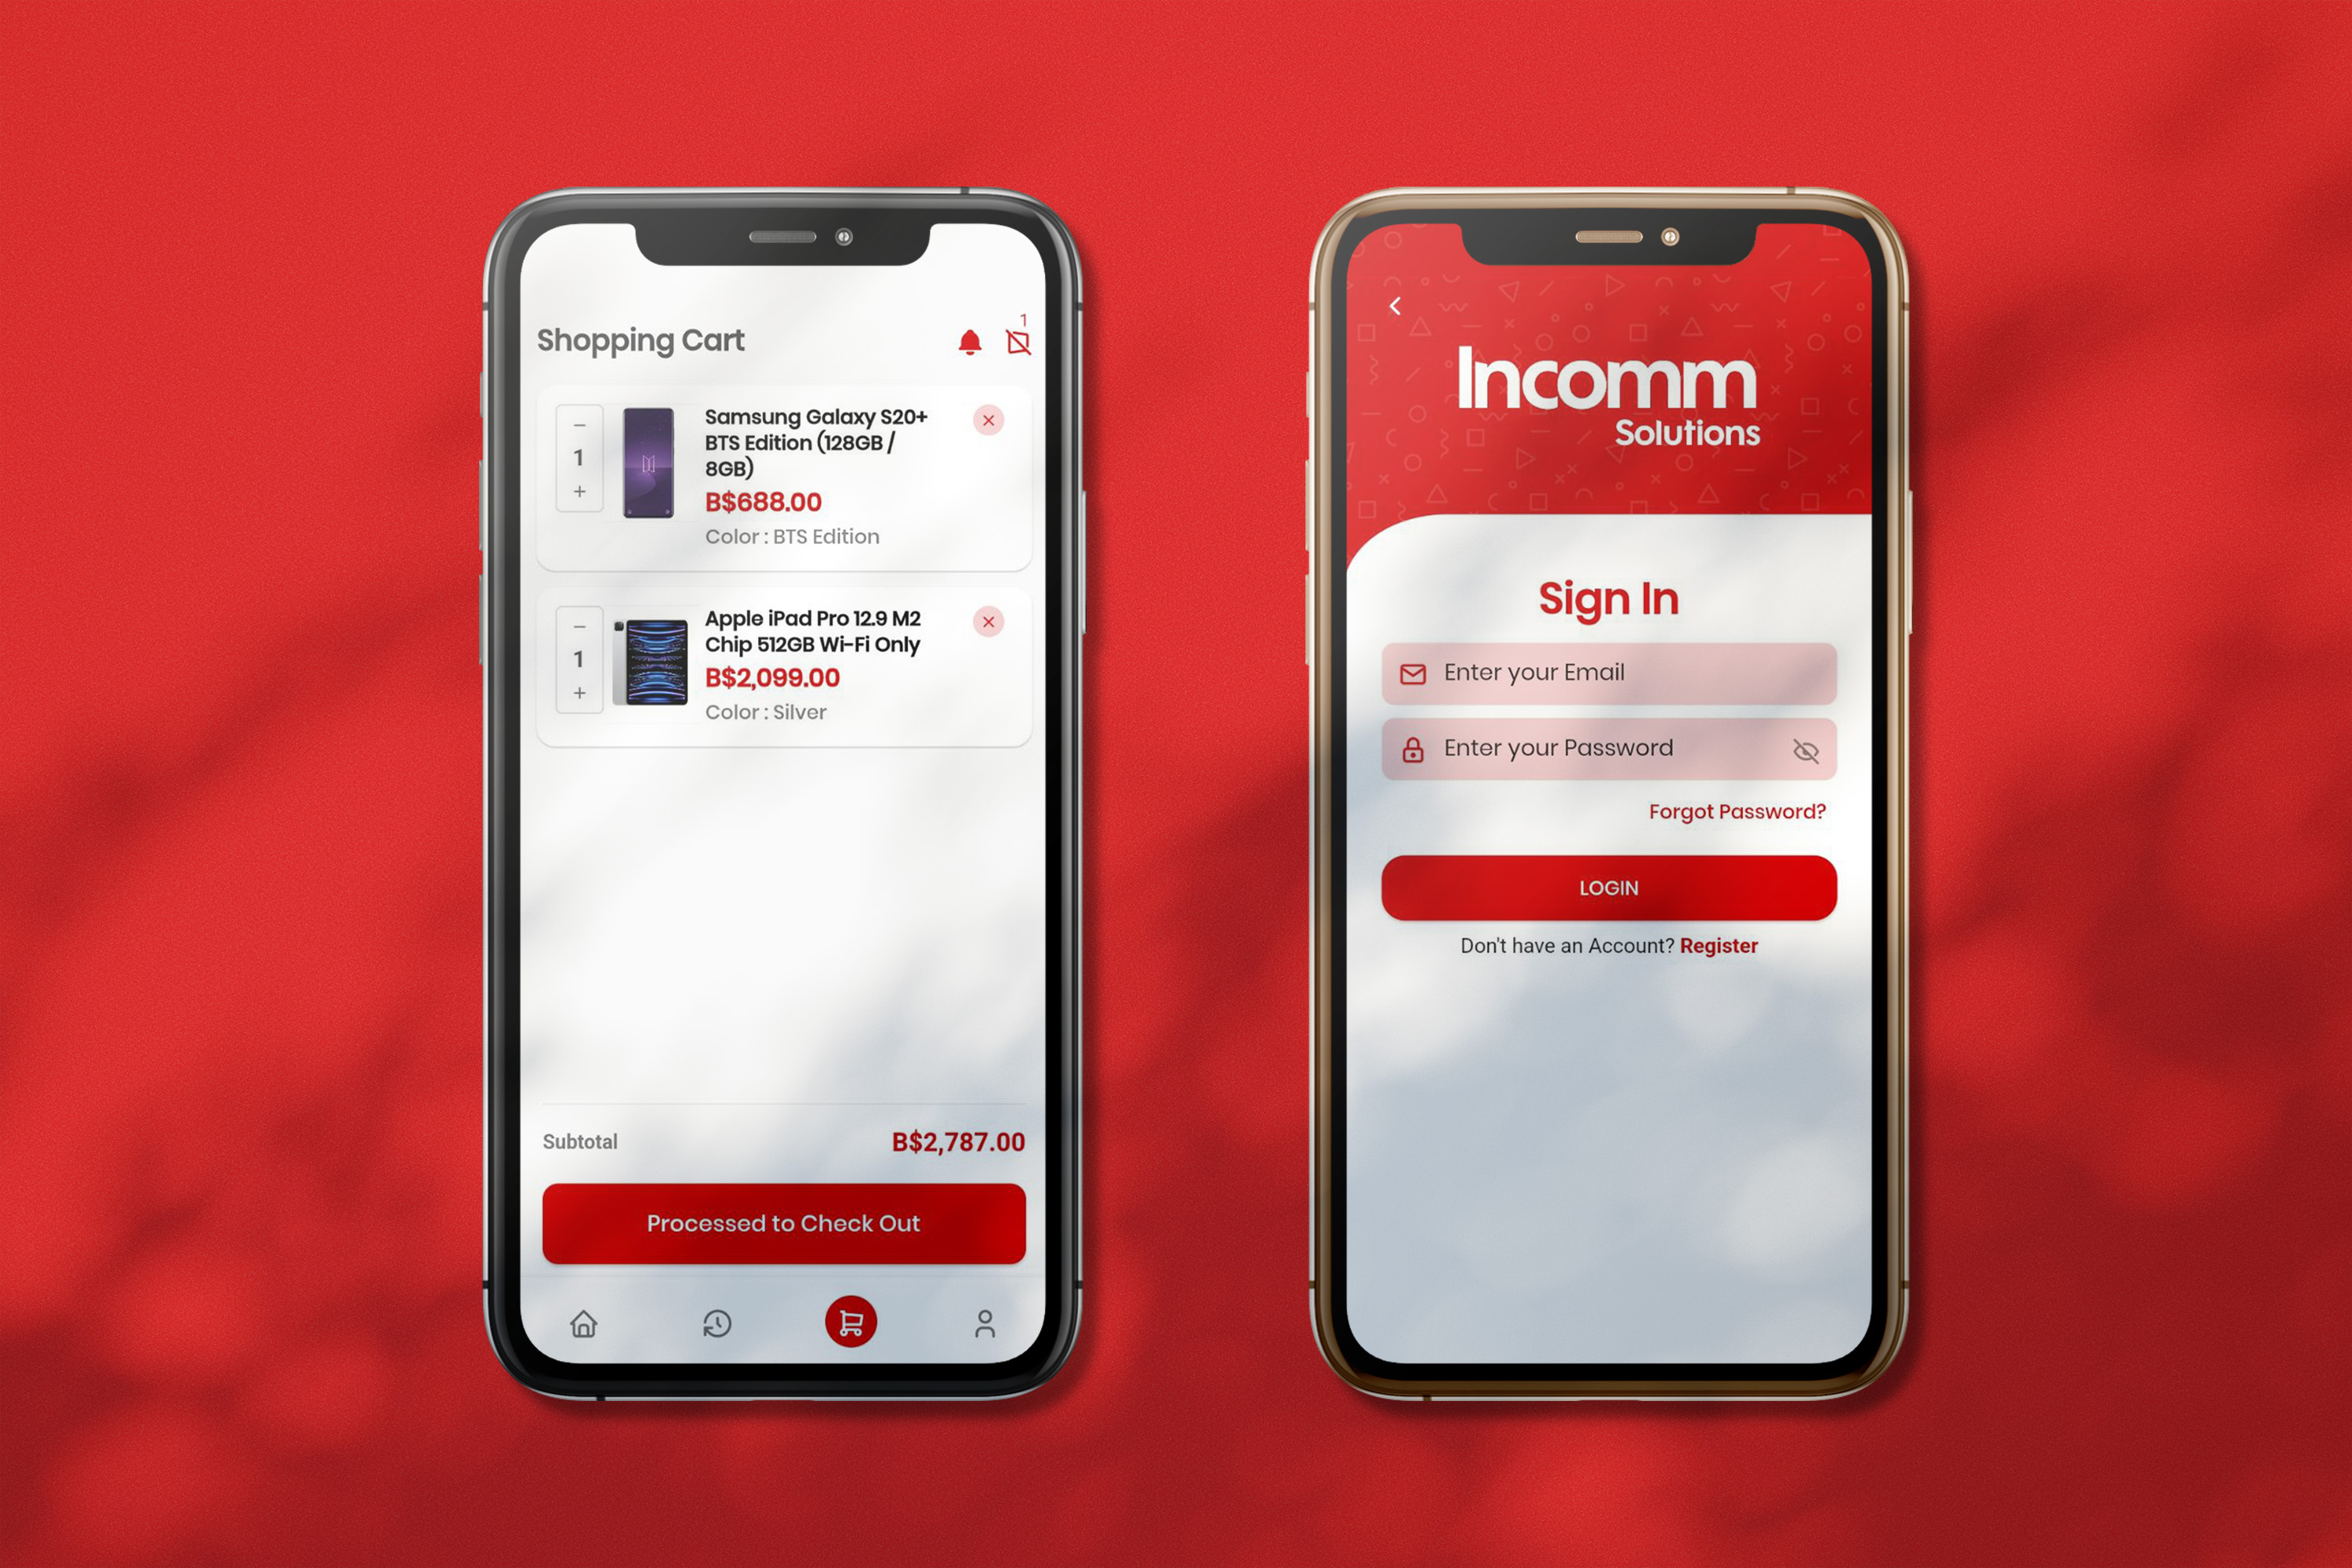 Shopping Cart
1
1
Samsung Galaxy S20+
BTS Edition (128GB /
8GB)
B$688.00
Color : BTS Edition
1
Apple iPad Pro 12.9 M2
Chip 512GB Wi-Fi Only
B$2,099.00
Color : Silver
Subtotal
B$2,787.00
Processed to Check Out
Incomm
Solutions
Sign In
Enter your Email
Enter your Password
Forgot Password?
LOGIN
Don't have an Account? Register